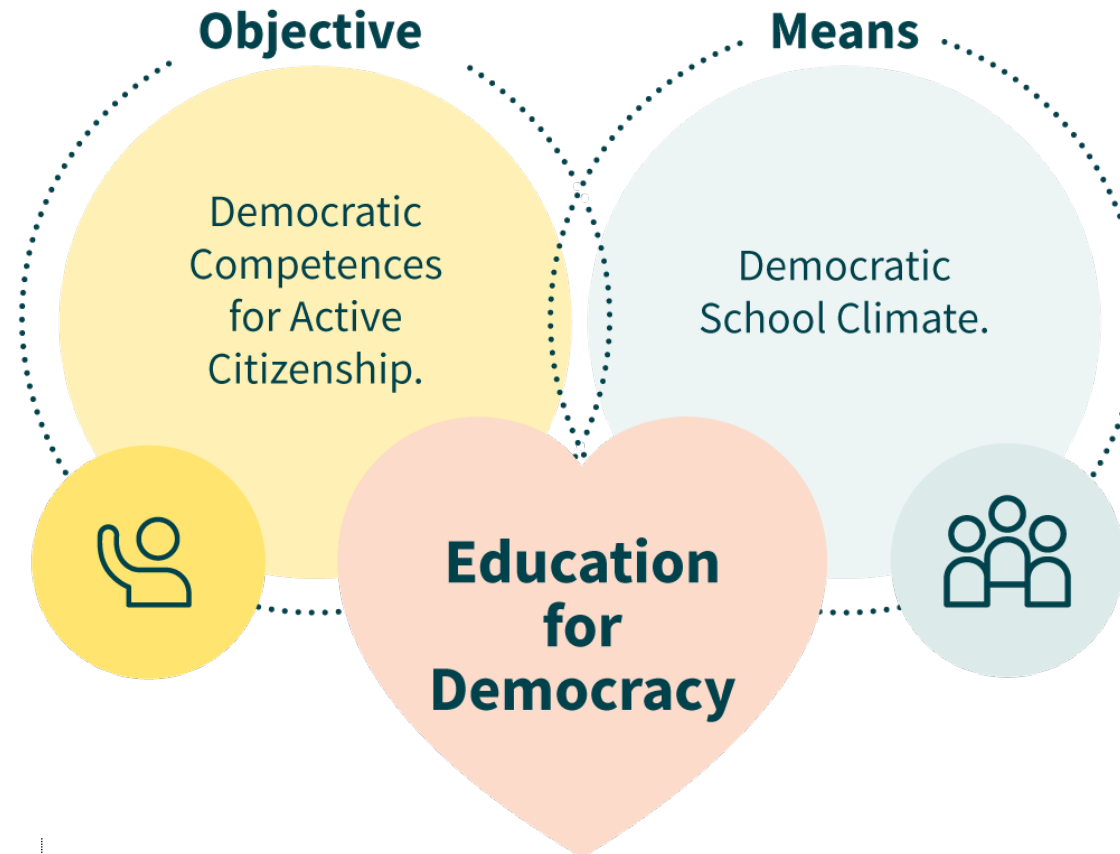 Objective
Means
Democratic
Competences
for Active
Citizenship.
Democratic
School Climate.
Education
for
Democracy